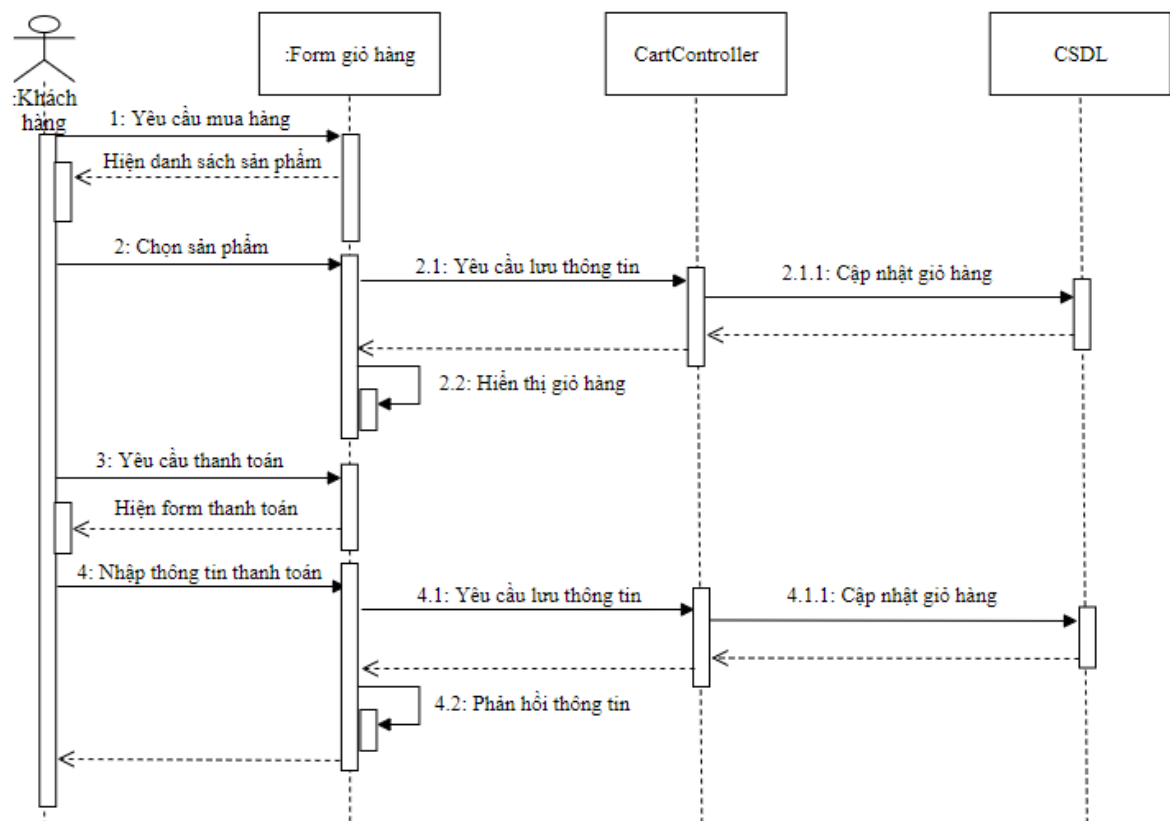 :Form giỏ hàng
CartController
CSDL
:Khách
hàng
1: Yêu cầu mua hàng
Hiện danh sách sản phẩm
2: Chọn sản phẩm
2.1: Yêu cầu lưu thông tin
2.1.1: Cập nhật giỏ hàng
2.2: Hiển thị giỏ hàng
3: Yêu cầu thanh toán
Hiện form thanh toán
4: Nhập thông tin thanh toán
4.1: Yêu cầu lưu thông tin
4.1.1: Cập nhật giỏ hàng
4.2: Phản hồi thông tin